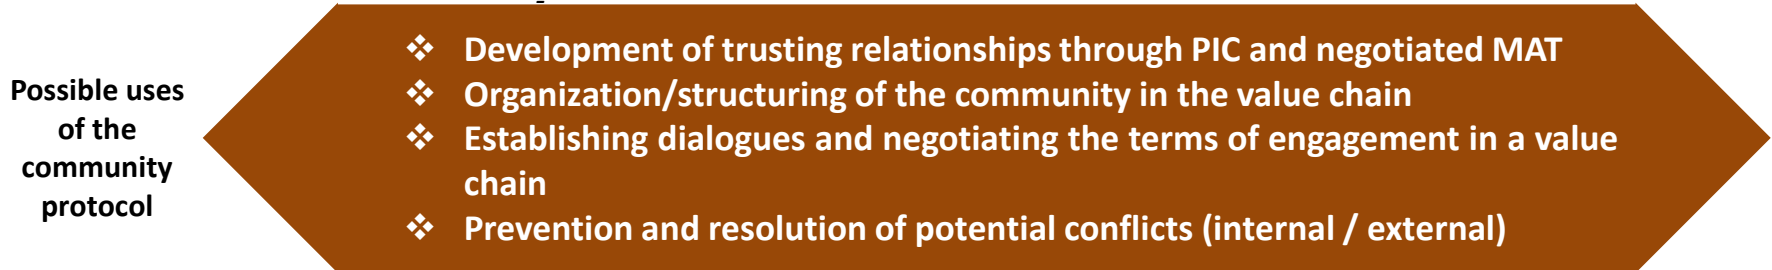 Possible uses
of the
community
protocol
❖ Development of trusting relationships through PIC and negotiated MAT
❖ Organization/structuring of the community in the value chain
❖ Establishing dialogues and negotiating the terms of engagement in a value
chain
❖ Prevention and resolution of potential conflicts (internal / external)